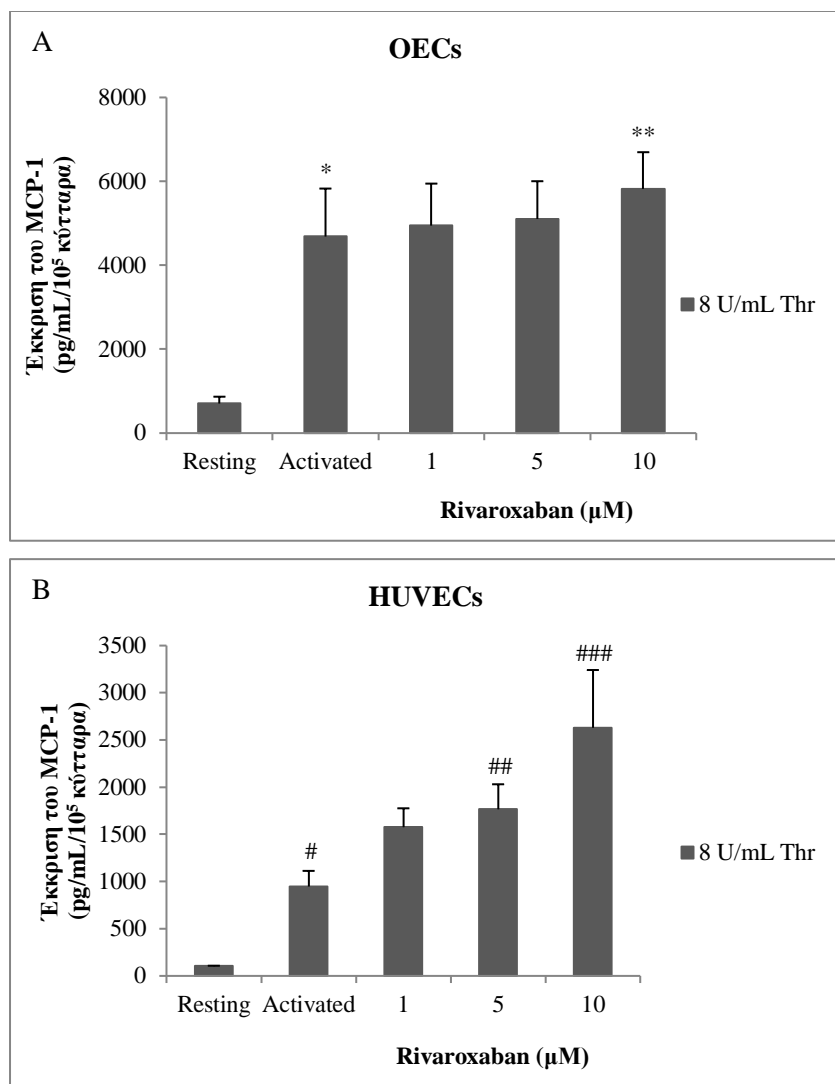 A
OECs
8000
6000
4000
2000
0
Έκκριση του MCP-1
(pg/mL/10⁵ κύτταρα)
*
**
8 U/mL Thr
Resting Activated 1 5 10
Rivaroxaban (μM)
B
HUVECs
3500
3000
2500
2000
1500
1000
500
0
Έκκριση του MCP-1
(pg/mL/10⁵ κύτταρα)
#
##
###
8 U/mL Thr
Resting Activated 1 5 10
Rivaroxaban (μM)